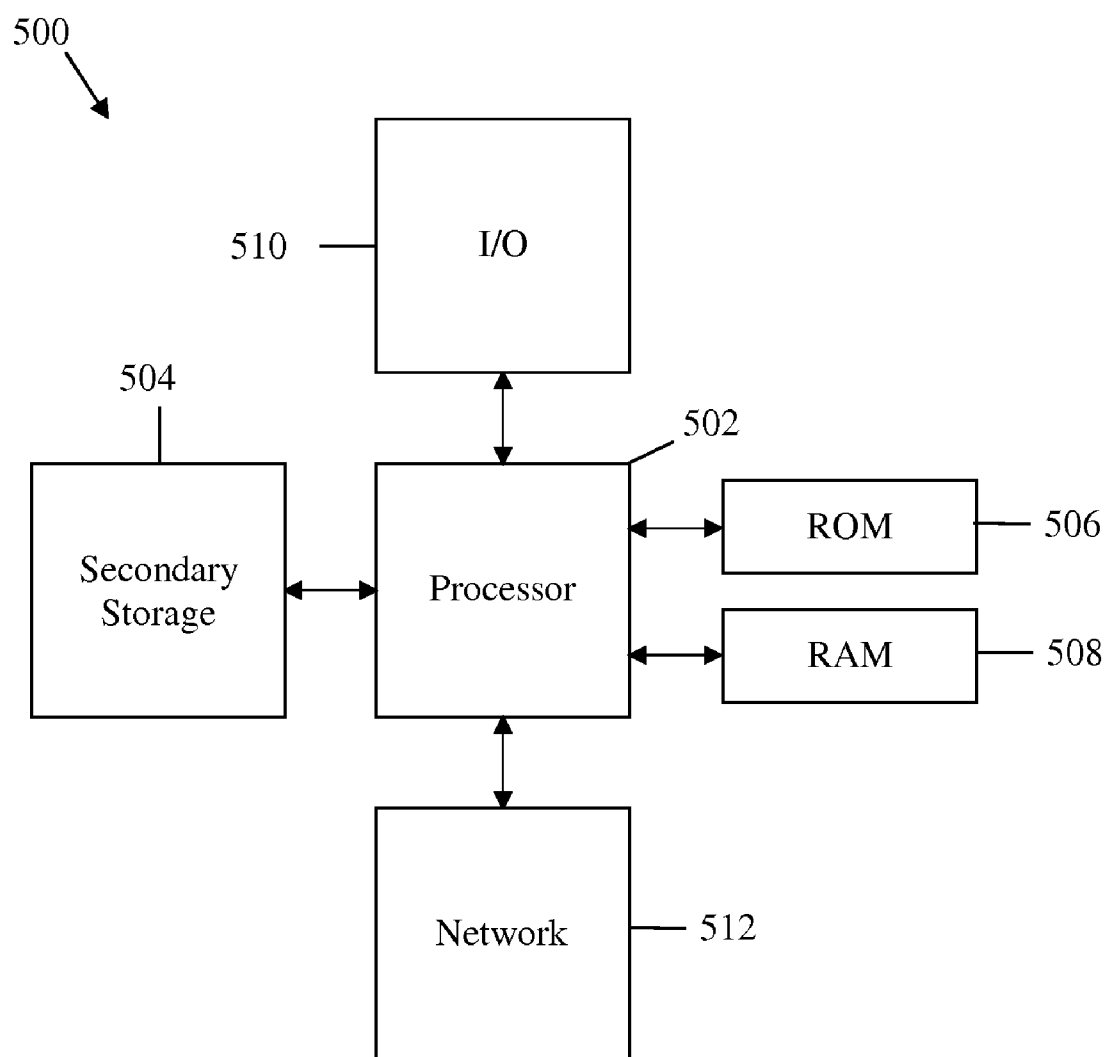 500
510
I/O
504
502
Secondary
Storage
Processor
ROM
506
RAM
508
Network
512